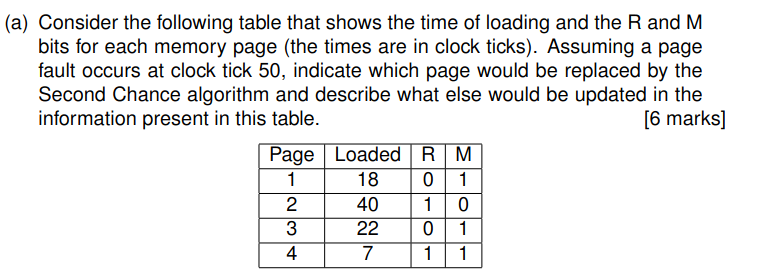 (a) Consider the following table that shows the time of loading and the R and M
bits for each memory page (the times are in clock ticks). Assuming a page
fault occurs at clock tick 50, indicate which page would be replaced by the
Second Chance algorithm and describe what else would be updated in the
information present in this table. [6 marks]
Page Loaded R M
1 18 0 1
2 40 1 0
3 22 0 1
4 7 1 1